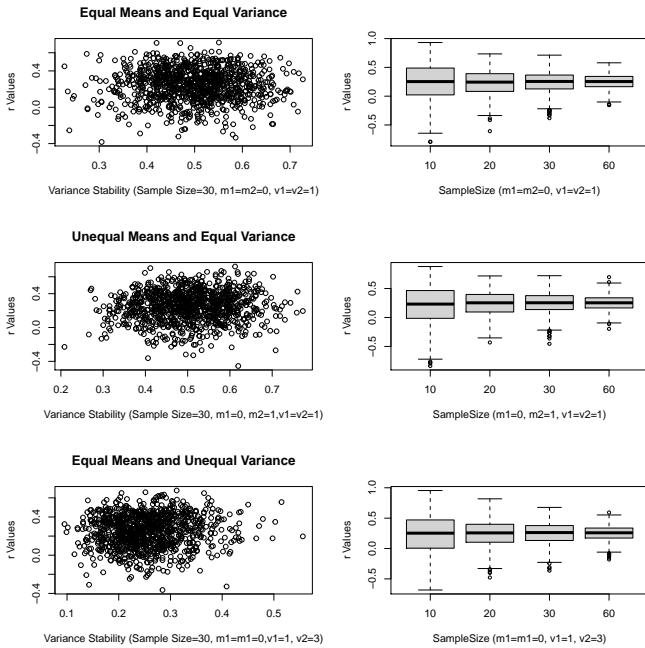 Equal Means and Equal Variance
r Values
0.4
0.0
−0.4
0.3 0.4 0.5 0.6 0.7
Variance Stability (Sample Size=30, m1=m2=0, v1=v2=1)
r Values
1.0
0.5
0.0
−0.5
10 20 30 60
SampleSize (m1=m2=0, v1=v2=1)
Unequal Means and Equal Variance
r Values
0.4
0.0
−0.4
0.2 0.3 0.4 0.5 0.6 0.7
Variance Stability (Sample Size=30, m1=0, m2=1,v1=v2=1)
r Values
0.5
0.0
−0.5
10 20 30 60
SampleSize (m1=0, m2=1, v1=v2=1)
Equal Means and Unequal Variance
r Values
0.4
0.0
−0.4
0.1 0.2 0.3 0.4 0.5
Variance Stability (Sample Size=30, m1=m1=0,v1=1, v2=3)
r Values
1.0
0.5
0.0
−0.5
10 20 30 60
SampleSize (m1=m1=0, v1=1, v2=3)